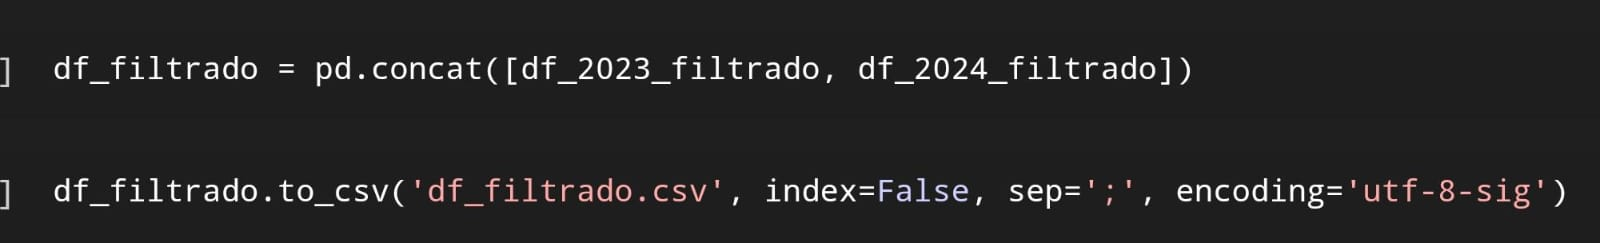 ] df_filtrado = pd.concat([df_2023_filtrado, df_2024_filtrado])
] df_filtrado.to_csv('df_filtrado.csv', index=False, sep=';', encoding='utf-8-sig')